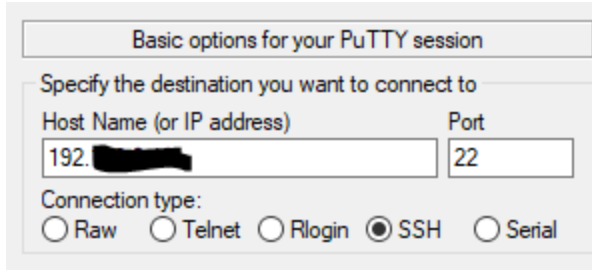 Basic options for your PuTTY session
Specify the destination you want to connect to
Host Name (or IP address) Port
192. 22
Connection type:
Raw Telnet Rlogin SSH Serial